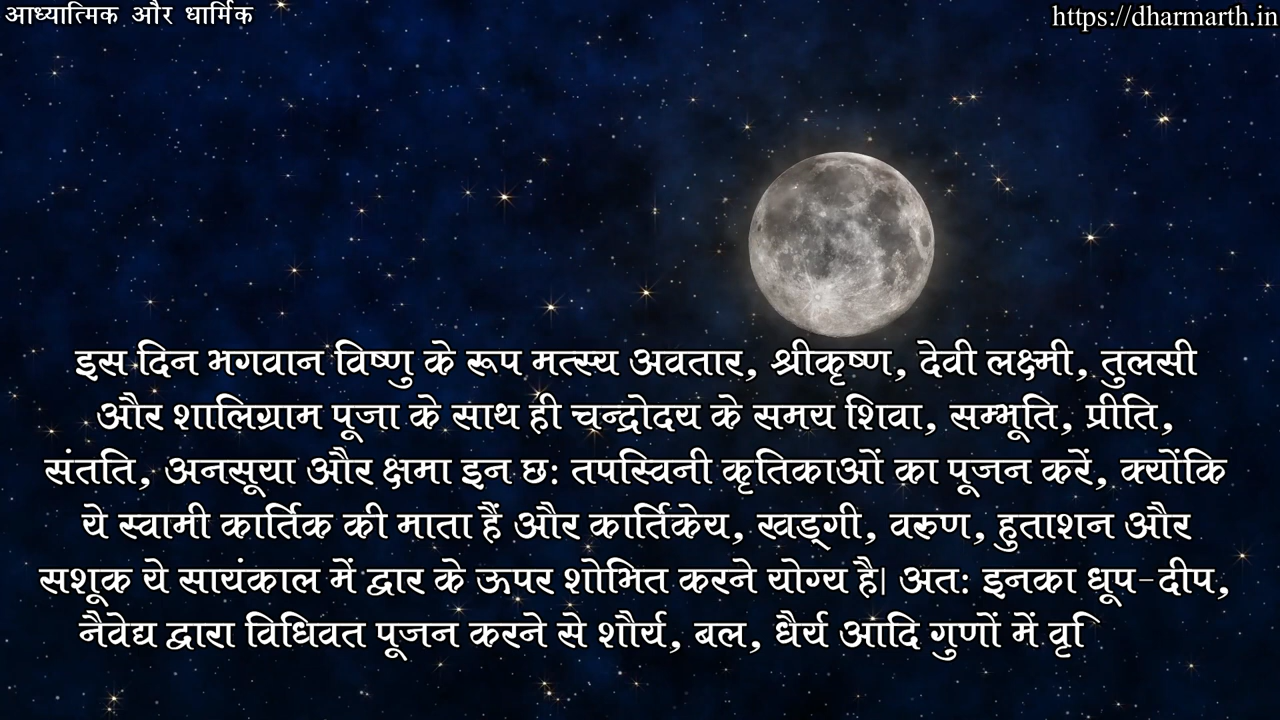 आध्यात्मिक और धार्मिक
https://dharmarth.in
इस दिन भगवान विष्णु के रूप मत्स्य अवतार, श्रीकृष्ण, देवी लक्ष्मी, तुलसी
और शालिग्राम पूजा के साथ ही चन्द्रोदय के समय शिवा, सम्भूति, प्रीति,
संतति, अनसूया और क्षमा इन छः तपस्विनी कृतिकाओं का पूजन करें, क्योंकि
ये स्वामी कार्तिक की माता हैं और कार्तिकेय, खड्गी, वरुण, हुताशन और
सशूक ये सायंकाल में द्वार के ऊपर शोभित करने योग्य है। अतः इनका धूप-दीप,
नैवेद्य द्वारा विधिवत पूजन करने से शौर्य, बल, धैर्य आदि गुणों में